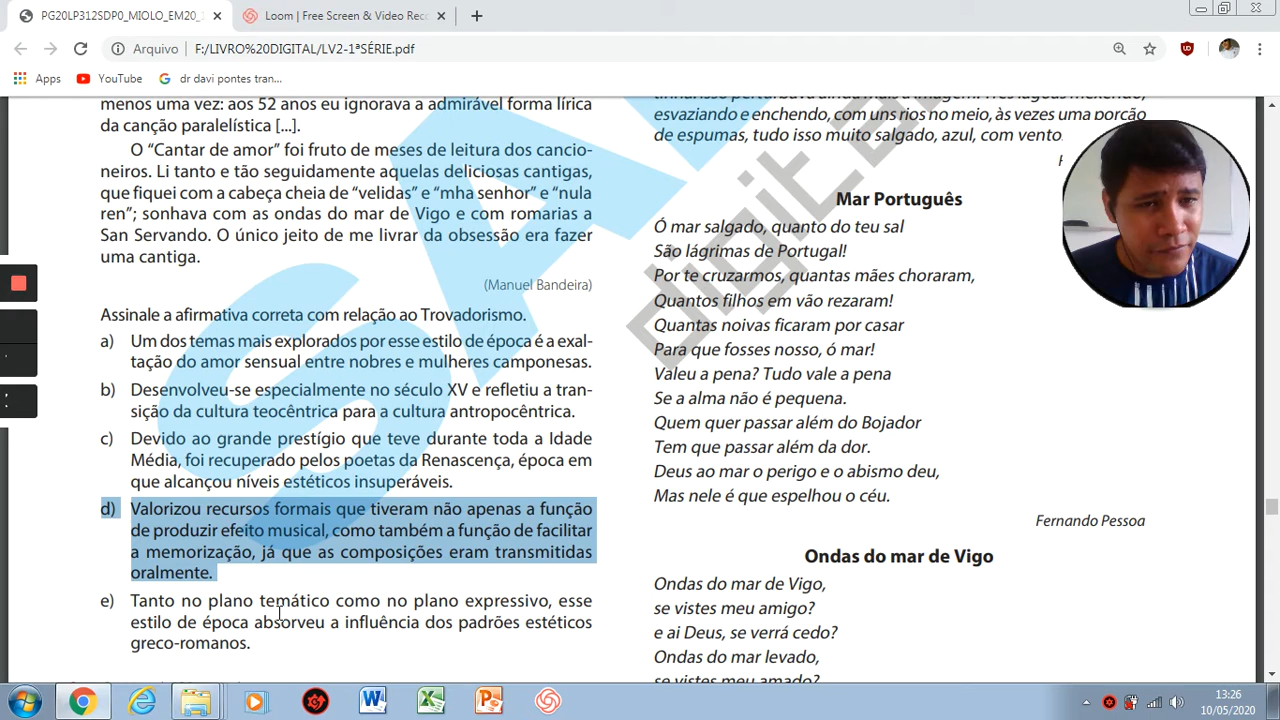 PG20LP312SDP0_MIOLO_EM20_
Loom | Free Screen & Video Rec
Arquivo
F:/LIVRO%20DIGITAL/LV2-1ªSÉRIE.pdf
Apps
YouTube
dr davi pontes tran...
menos uma vez: aos 52 anos eu ignorava a admirável forma lírica
da canção paralelística [...].
O “Cantar de amor” foi fruto de meses de leitura dos cancio-
neiros. Li tanto e tão seguidamente aquelas deliciosas cantigas,
que fiquei com a cabeça cheia de “velidas” e “mha senhor” e “nula
ren”; sonhava com as ondas do mar de Vigo e com romarias a
San Servando. O único jeito de me livrar da obsessão era fazer
uma cantiga.
(Manuel Bandeira)
Assinale a afirmativa correta com relação ao Trovadorismo.
a) Um dos temas mais explorados por esse estilo de época é a exal-
tação do amor sensual entre nobres e mulheres camponesas.
b) Desenvolveu-se especialmente no século XV e refletiu a tran-
sição da cultura teocêntrica para a cultura antropocêntrica.
c) Devido ao grande prestígio que teve durante toda a Idade
Média, foi recuperado pelos poetas da Renascença, época em
que alcançou níveis estéticos insuperáveis.
d) Valorizou recursos formais que tiveram não apenas a função
de produzir efeito musical, como também a função de facilitar
a memorização, já que as composições eram transmitidas
oralmente.
e) Tanto no plano temático como no plano expressivo, esse
estilo de época absorveu a influência dos padrões estéticos
greco-romanos.
esvaziando e enchendo, com uns rios no meio, às vezes uma porção
de espumas, tudo isso muito salgado, azul, com vento
Mar Português
Ó mar salgado, quanto do teu sal
São lágrimas de Portugal!
Por te cruzarmos, quantas mães choraram,
Quantos filhos em vão rezaram!
Quantas noivas ficaram por casar
Para que fosses nosso, ó mar!
Valeu a pena? Tudo vale a pena
Se a alma não é pequena.
Quem quer passar além do Bojador
Tem que passar além da dor.
Deus ao mar o perigo e o abismo deu,
Mas nele é que espelhou o céu.
Fernando Pessoa
Ondas do mar de Vigo
Ondas do mar de Vigo,
se vistes meu amigo?
e ai Deus, se verrá cedo?
Ondas do mar levado,
se vistes meu amado?
digital
13:26
10/05/2020